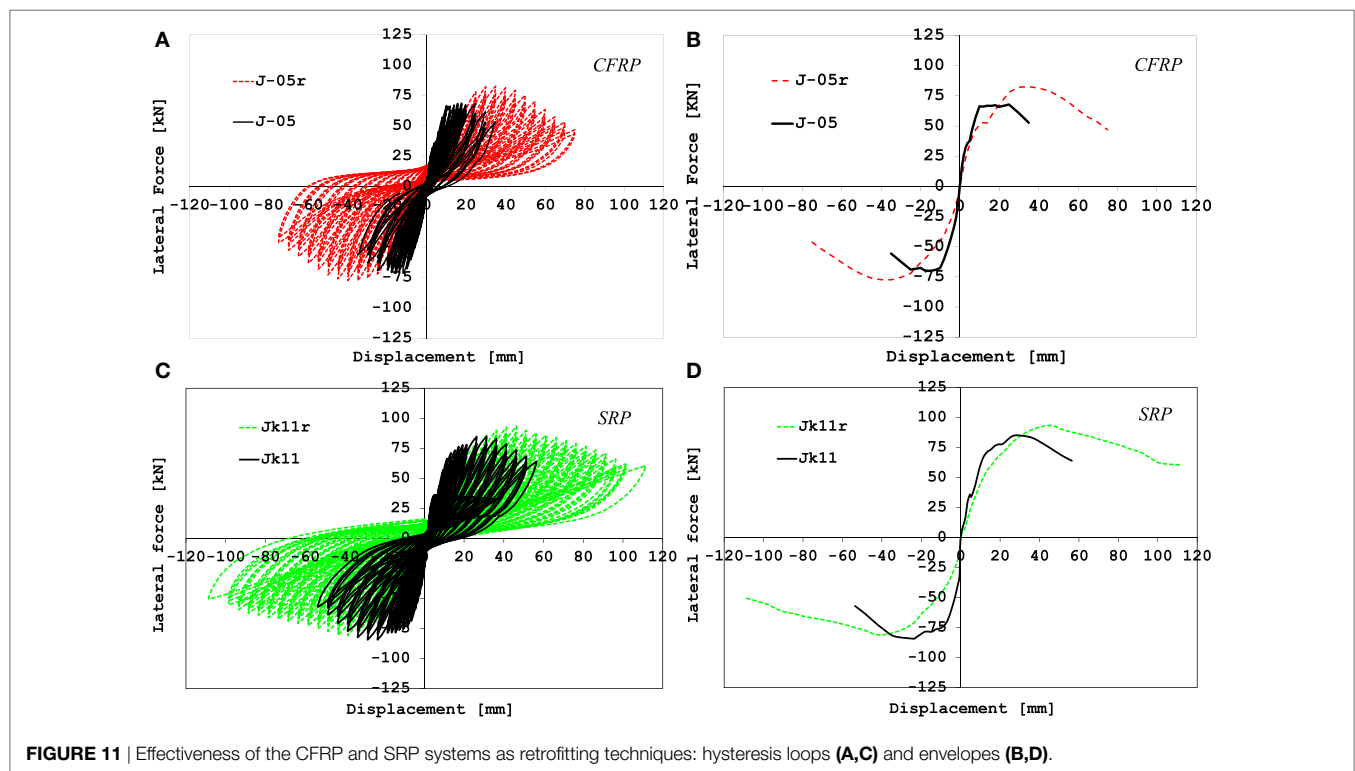 A
125
100
CFRP
J-05r
75
J-05
50
25
0
-120-100 -80 -60 -40 -20 0 20 40 60 80 100 120
-75
-100
-125
Lateral Force [kN]
Displacement [mm]
B
125
100
CFRP
J-05r
75
J-05
50
25
0
-120 -100 -80 -60 -40 -20 0 20 40 60 80 100 120
-25
-50
-75
-100
-125
Lateral Force [KN]
Displacement [mm]
C
125
100
SRP
Jk11r
75
Jk11
50
25
0
-120 -100 -80 -40 0 20 40 60 80 100 120
-100
-125
Lateral force [kN]
Displacement [mm]
D
125
100
SRP
Jk11r
75
Jk11
50
25
0
-120 -100 -80 -60 -40 -20 0 20 40 60 80 100 120
-25
-50
-75
-100
-125
Lateral force [kN]
Displacement [mm]
FIGURE 11 | Effectiveness of the CFRP and SRP systems as retrofitting techniques: hysteresis loops (A,C) and envelopes (B,D).